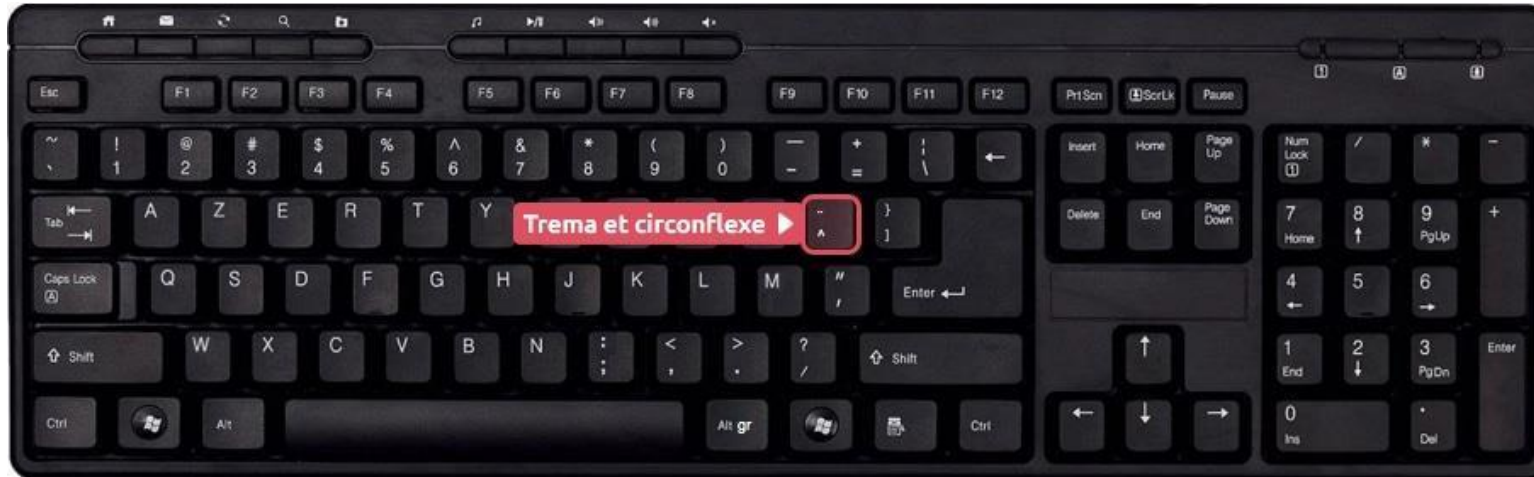 Esc F1 F2 F3 F4 F5 F6 F7 F8 F9 F10 F11 F12 PrtScn ScrLk Pause
1 A
~ ! @ # $ % ^ & * ( ) — + ¦
` 1 2 3 4 5 6 7 8 9 0 - = \ ←
Insert Home Page Up Num Lock 1 / * -
Tab A Z E R T Y Trema et circonflexe ¨ ^ } ]
Delete End Page Down 7 Home 8 ↑ 9 PgUp +
Caps Lock A Q S D F G H J K L M " , Enter
4 ← 5 6 →
Shift W X C V B N : ; < , > . ? / Shift
↑ 1 End 2 ↓ 3 PgDn Enter
Ctrl Alt Alt gr Ctrl
← ↓ → 0 Ins . Del